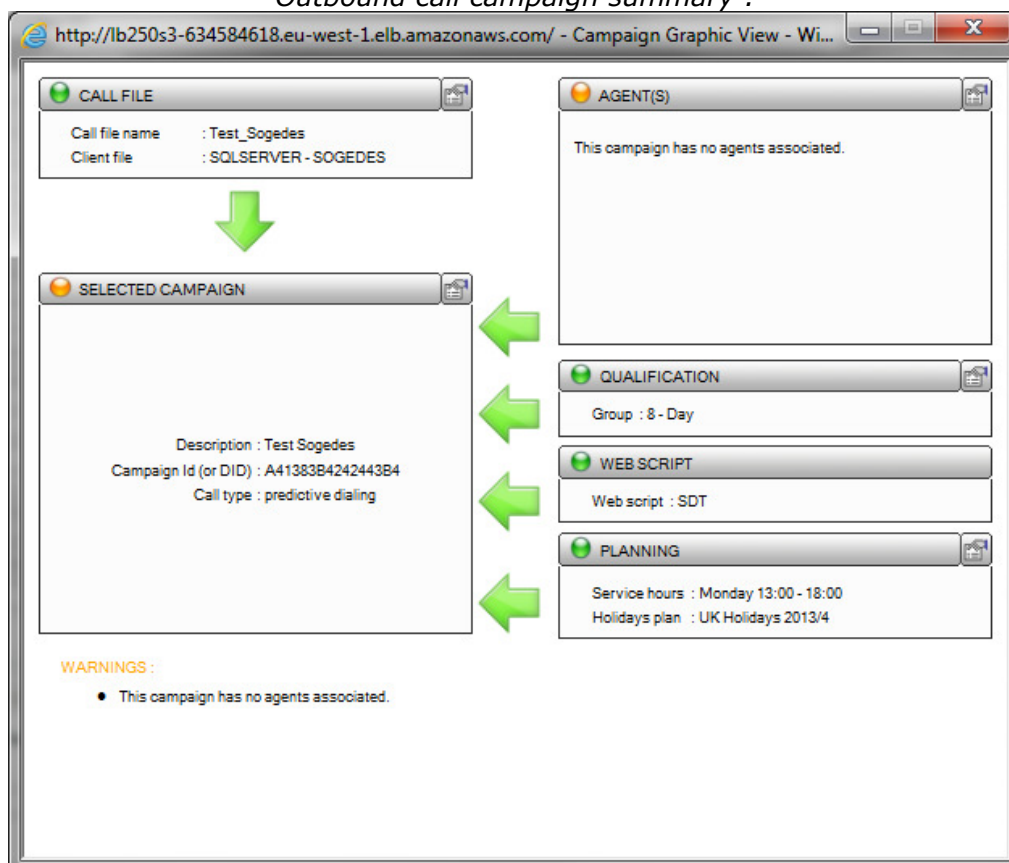 "Outbound call campaign summary".
http://lb250s3-634584618.eu-west-1.elb.amazonaws.com/ - Campaign Graphic View - Wi...
CALL FILE
Call file name : Test_Sogedes
Client file : SQLSERVER - SOGEDES
AGENT(S)
This campaign has no agents associated.
SELECTED CAMPAIGN
Description : Test Sogedes
Campaign Id (or DID) : A41383B4242443B4
Call type : predictive dialing
QUALIFICATION
Group : 8 - Day
WEB SCRIPT
Web script : SDT
PLANNING
Service hours : Monday 13:00 - 18:00
Holidays plan : UK Holidays 2013/4
WARNINGS :
• This campaign has no agents associated.